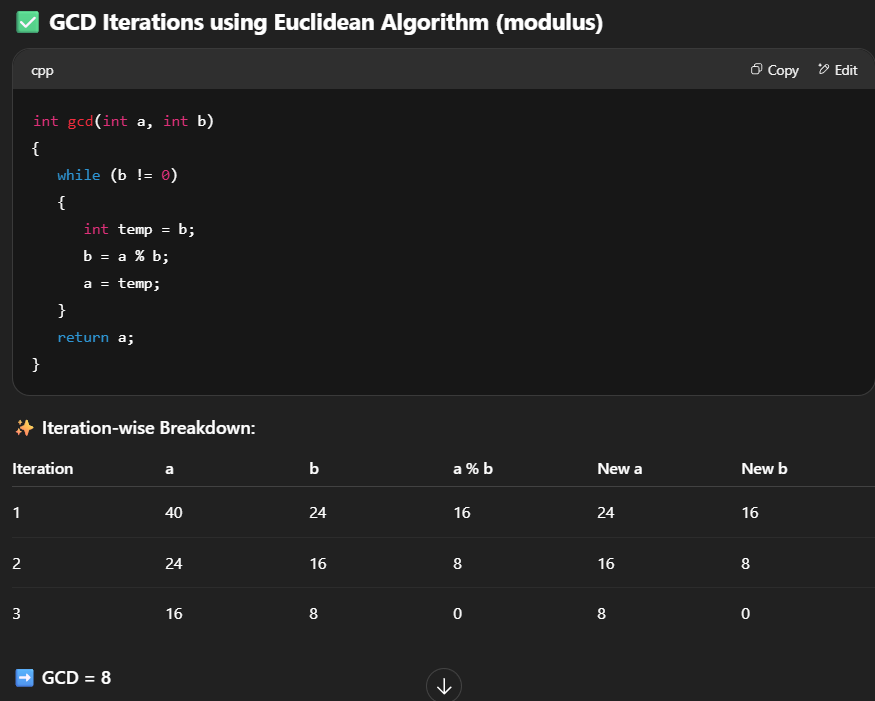 ✅ GCD Iterations using Euclidean Algorithm (modulus)
cpp Copy Edit
int gcd(int a, int b)
{
while (b != 0)
{
int temp = b;
b = a % b;
a = temp;
}
return a;
}
✨ Iteration-wise Breakdown:
Iteration a b a % b New a New b
1 40 24 16 24 16
2 24 16 8 16 8
3 16 8 0 8 0
➡️ GCD = 8